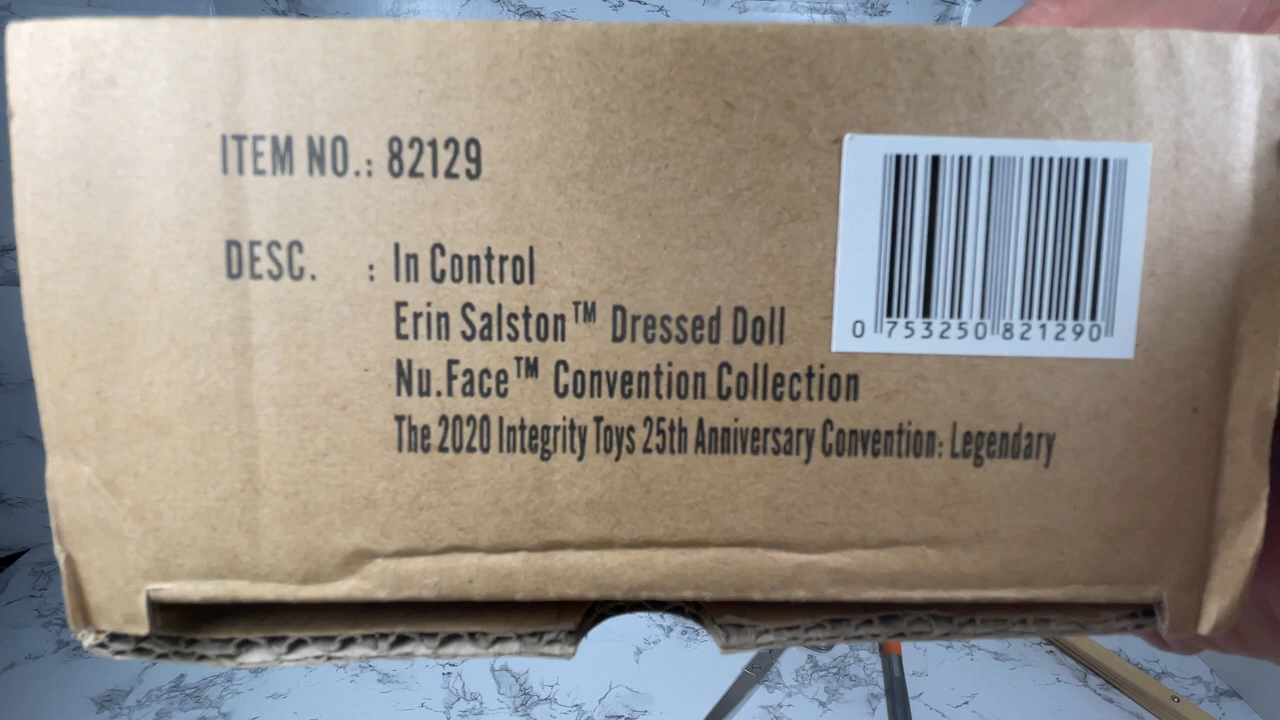 ITEM NO.: 82129
DESC. : In Control
Erin Salston™ Dressed Doll
Nu.Face™ Convention Collection
The 2020 Integrity Toys 25th Anniversary Convention: Legendary
0 753250 821290